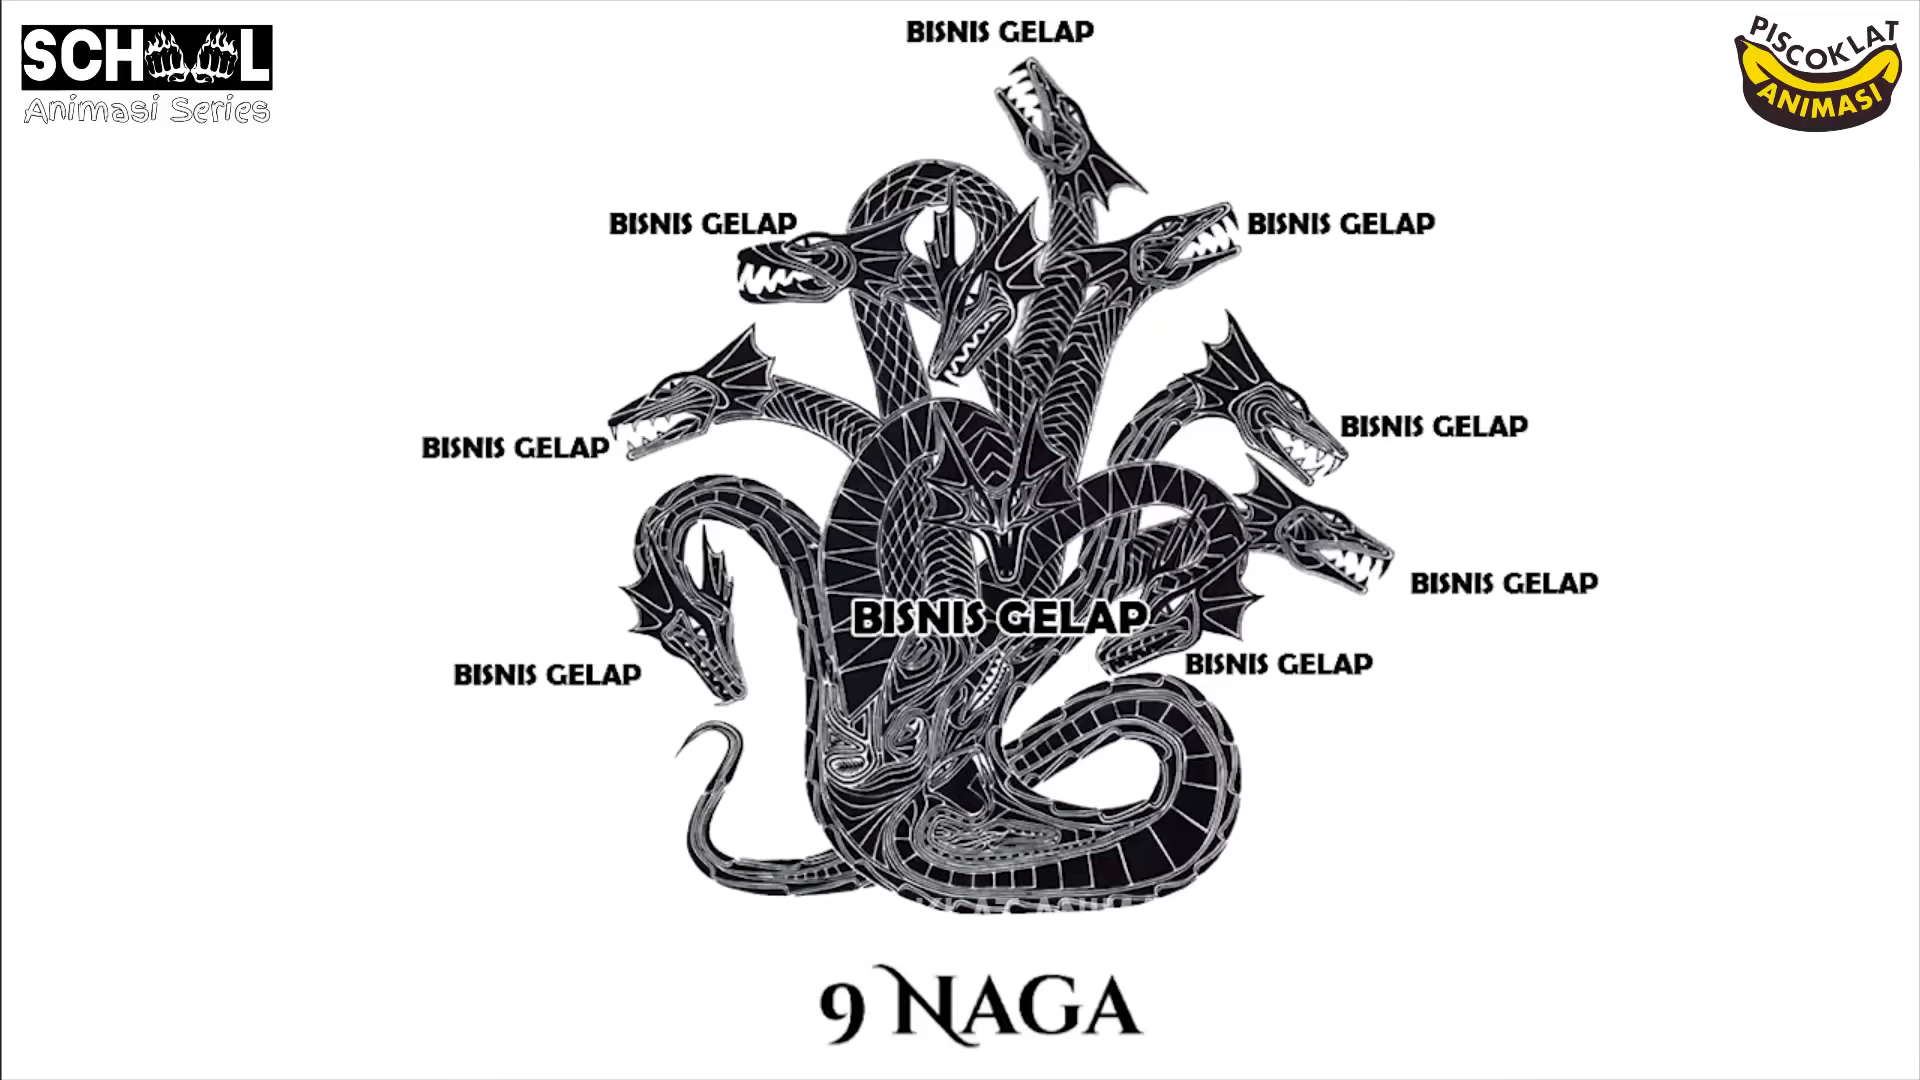 SCHOOL
Animasi Series
BISNIS GELAP
PISCOKLAT
ANIMASI
BISNIS GELAP
BISNIS GELAP
BISNIS GELAP
BISNIS GELAP
BISNIS GELAP
BISNIS GELAP
BISNIS GELAP
BISNIS GELAP
9 NAGA